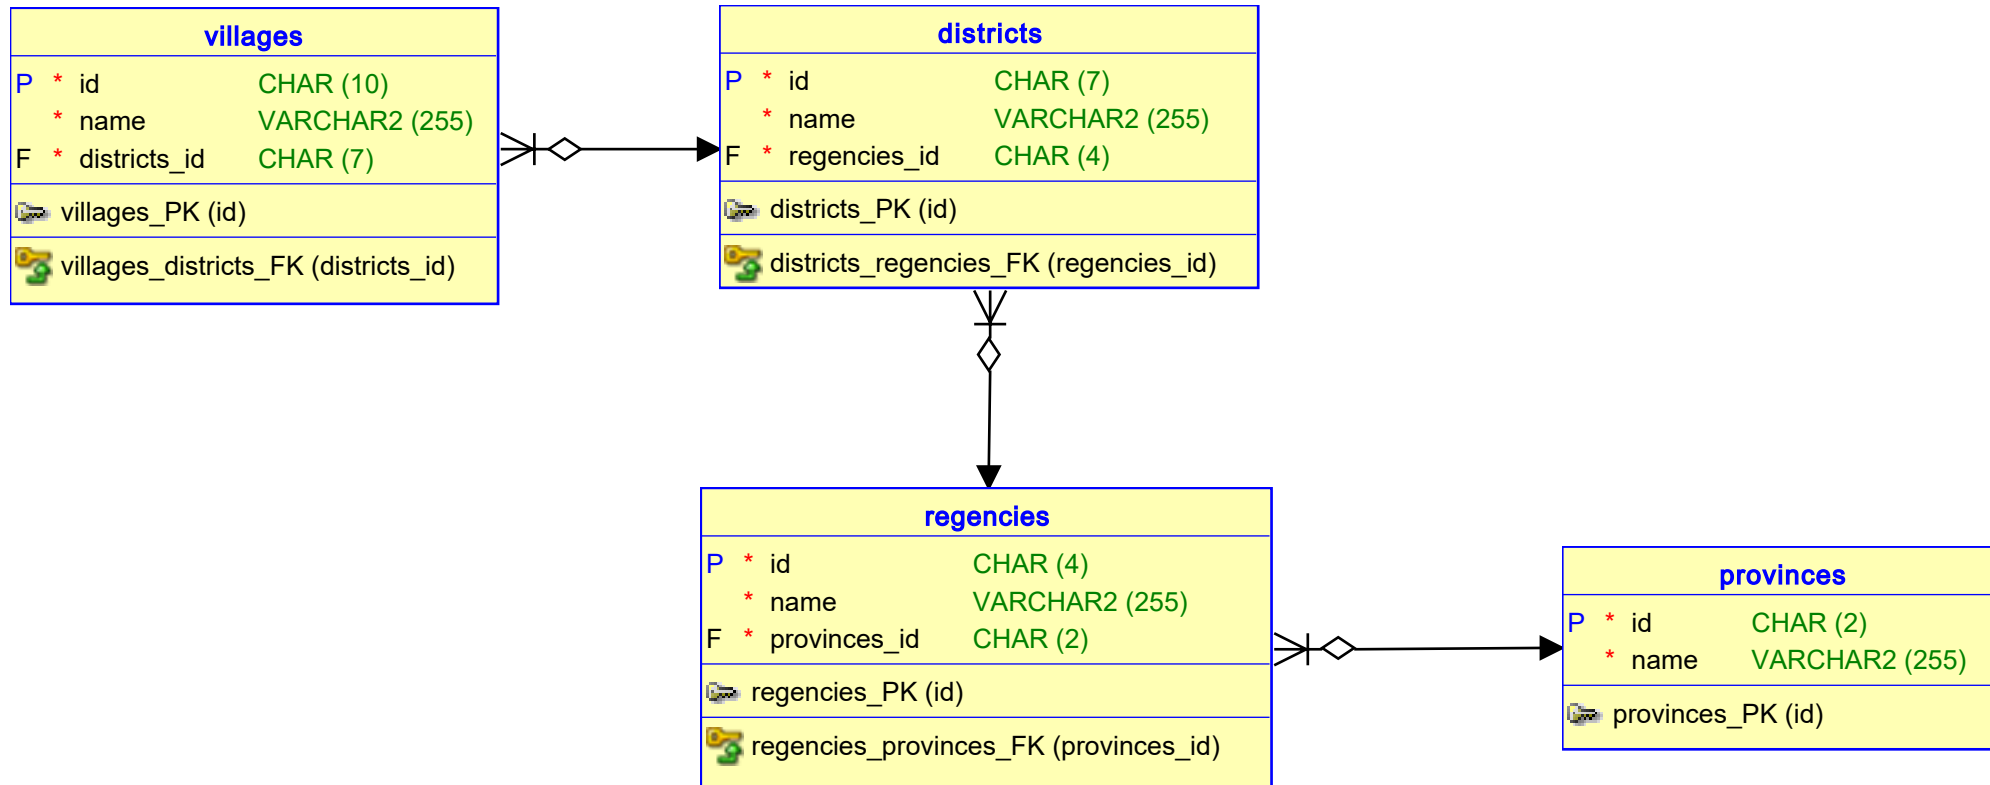 villages
P * id CHAR (10)
* name VARCHAR2 (255)
F * districts_id CHAR (7)
villages_PK (id)
villages_districts_FK (districts_id)
districts
P * id CHAR (7)
* name VARCHAR2 (255)
F * regencies_id CHAR (4)
districts_PK (id)
districts_regencies_FK (regencies_id)
regencies
P * id CHAR (4)
* name VARCHAR2 (255)
F * provinces_id CHAR (2)
regencies_PK (id)
regencies_provinces_FK (provinces_id)
provinces
P * id CHAR (2)
* name VARCHAR2 (255)
provinces_PK (id)